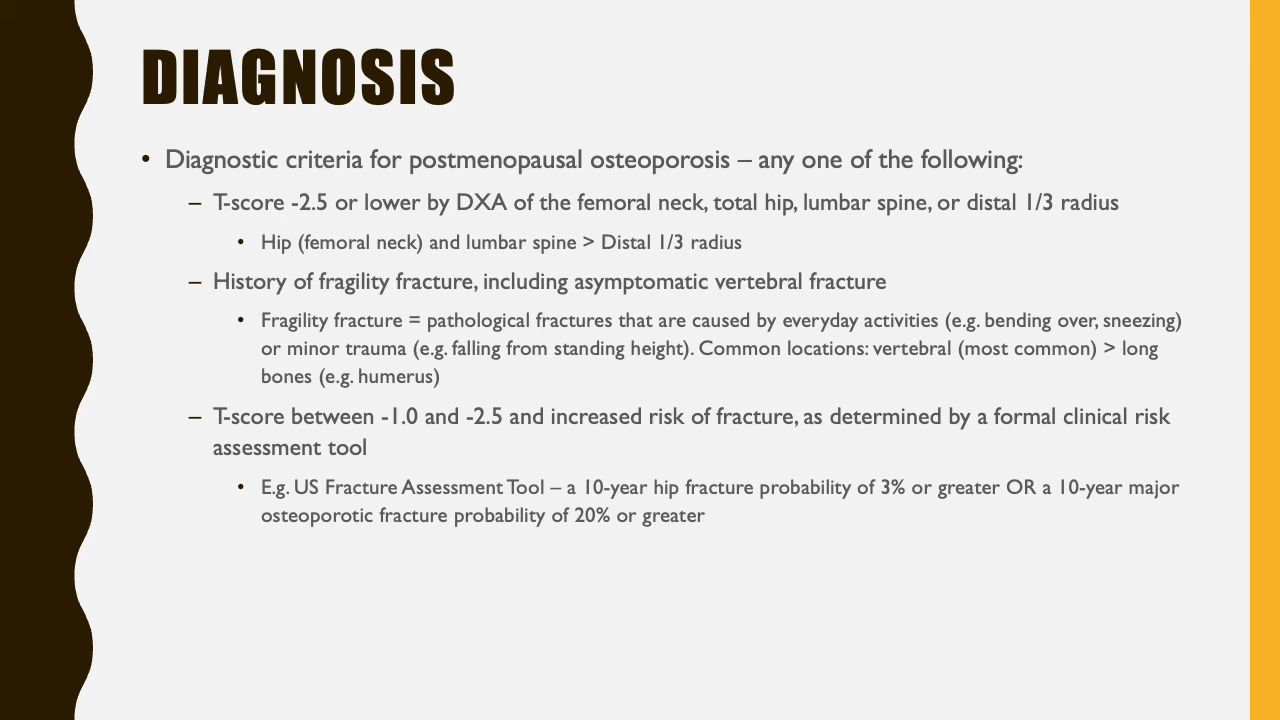 DIAGNOSIS
• Diagnostic criteria for postmenopausal osteoporosis – any one of the following:
– T-score -2.5 or lower by DXA of the femoral neck, total hip, lumbar spine, or distal 1/3 radius
• Hip (femoral neck) and lumbar spine > Distal 1/3 radius
– History of fragility fracture, including asymptomatic vertebral fracture
• Fragility fracture = pathological fractures that are caused by everyday activities (e.g. bending over, sneezing)
or minor trauma (e.g. falling from standing height). Common locations: vertebral (most common) > long
bones (e.g. humerus)
– T-score between -1.0 and -2.5 and increased risk of fracture, as determined by a formal clinical risk
assessment tool
• E.g. US Fracture Assessment Tool – a 10-year hip fracture probability of 3% or greater OR a 10-year major
osteoporotic fracture probability of 20% or greater